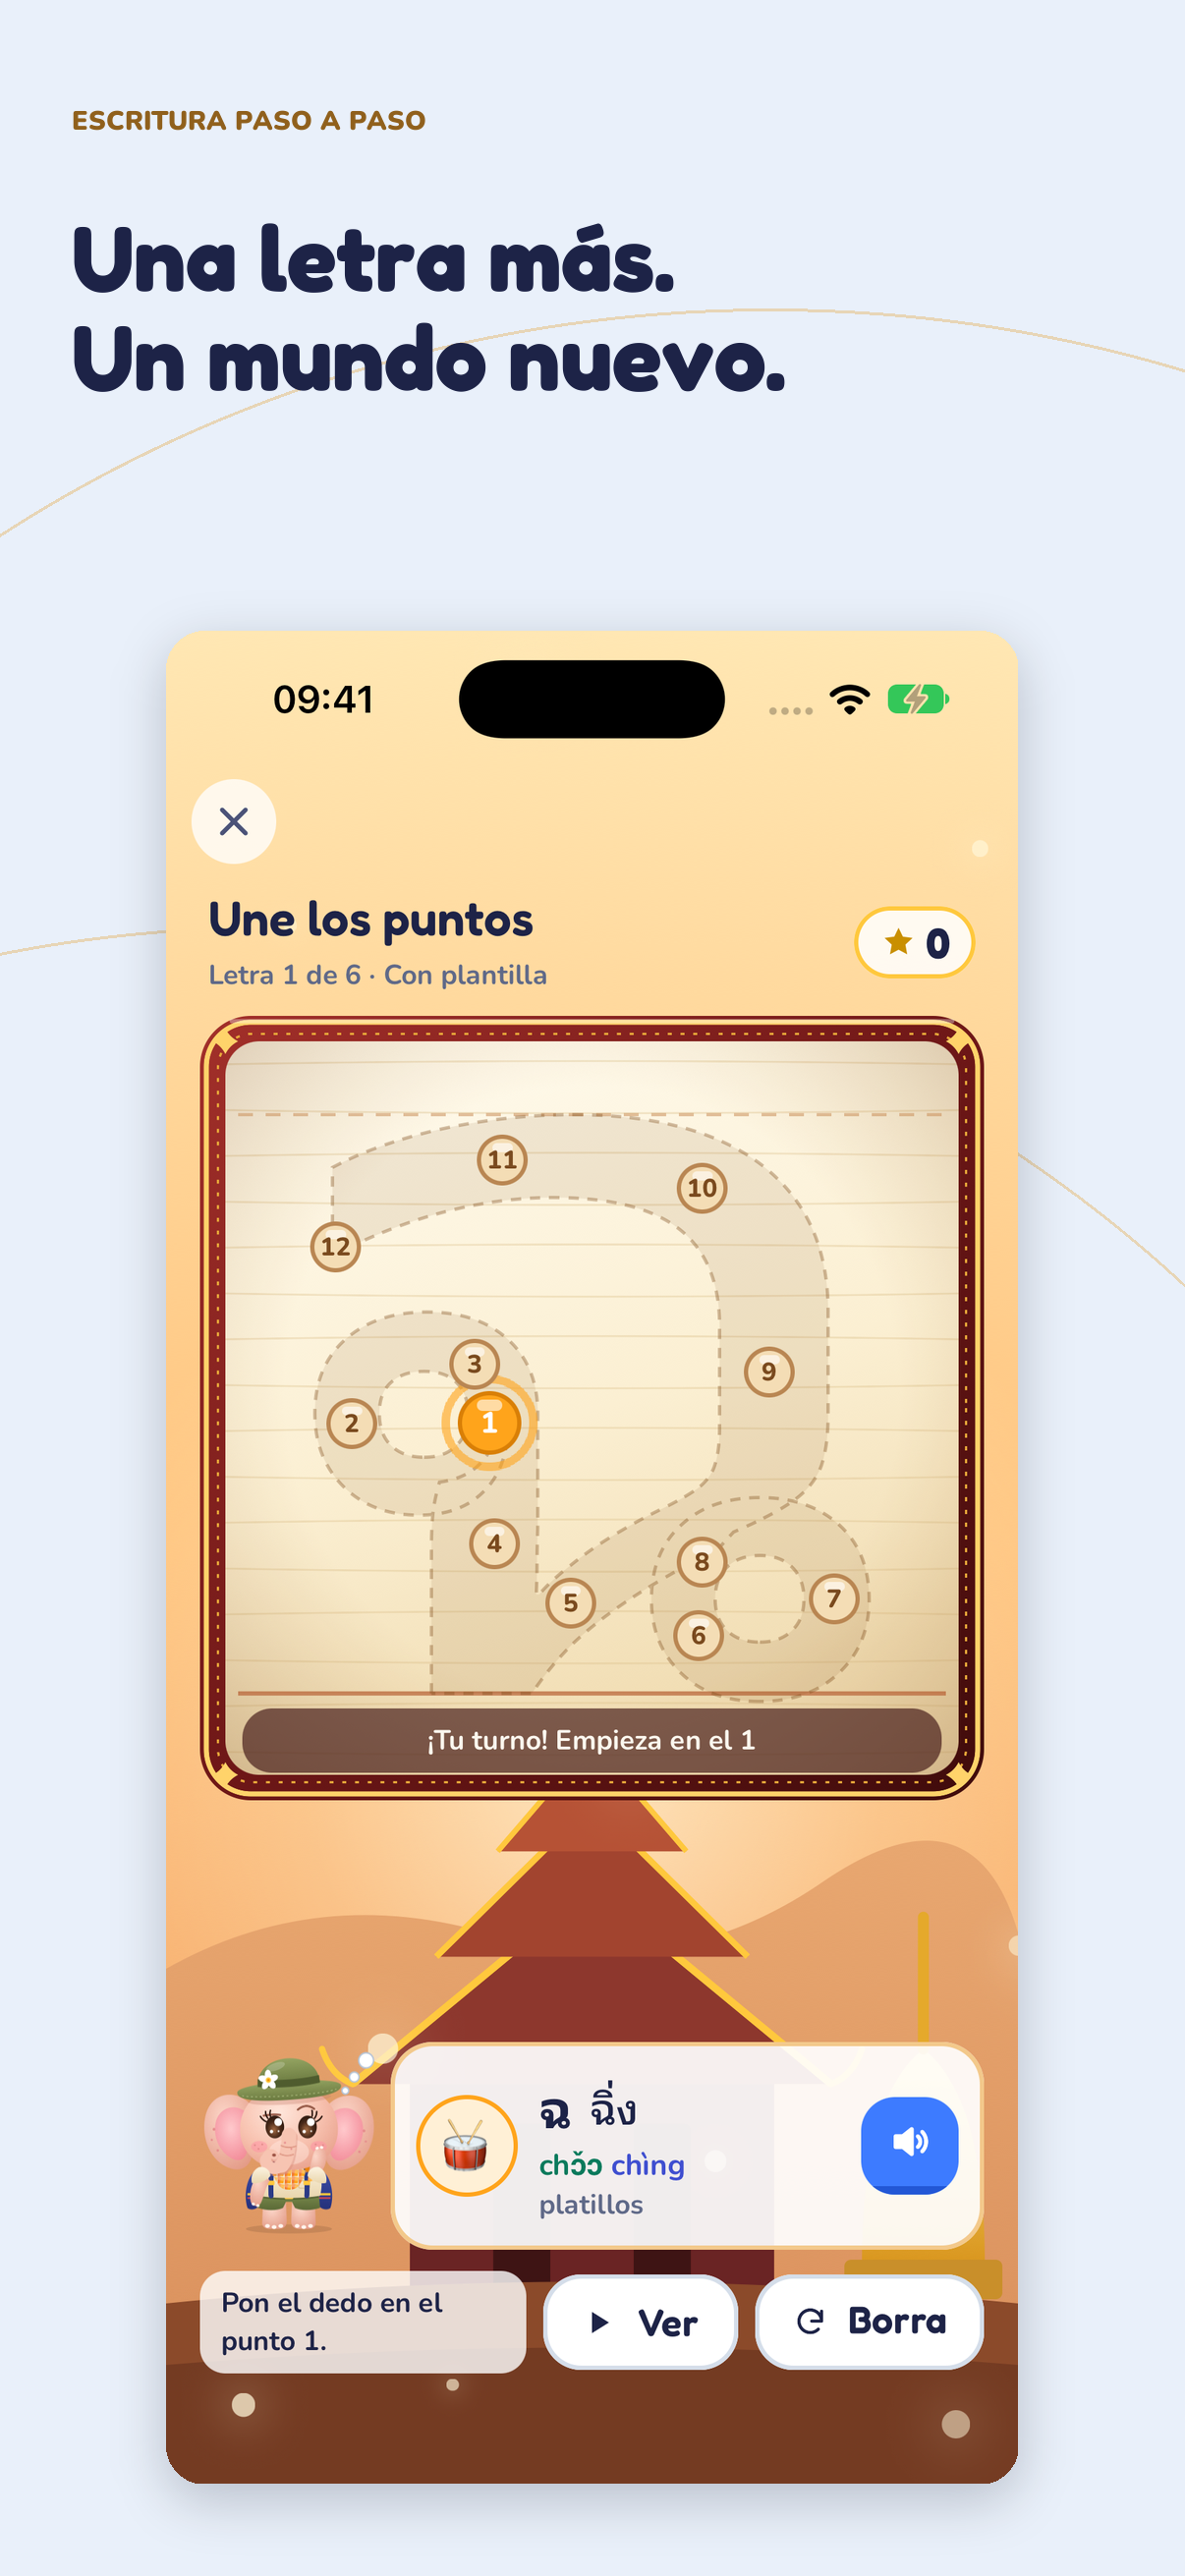 ESCRITURA PASO A PASO
Una letra más.
Un mundo nuevo.
09:41
Une los puntos
Letra 1 de 6 · Con plantilla
0
11
10
12
3
9
2
1
4
8
5
7
6
¡Tu turno! Empieza en el 1
ฉ ฉิ่ง
chɔ̌ɔ chìng
platillos
Pon el dedo en el
punto 1.
Ver
Borra